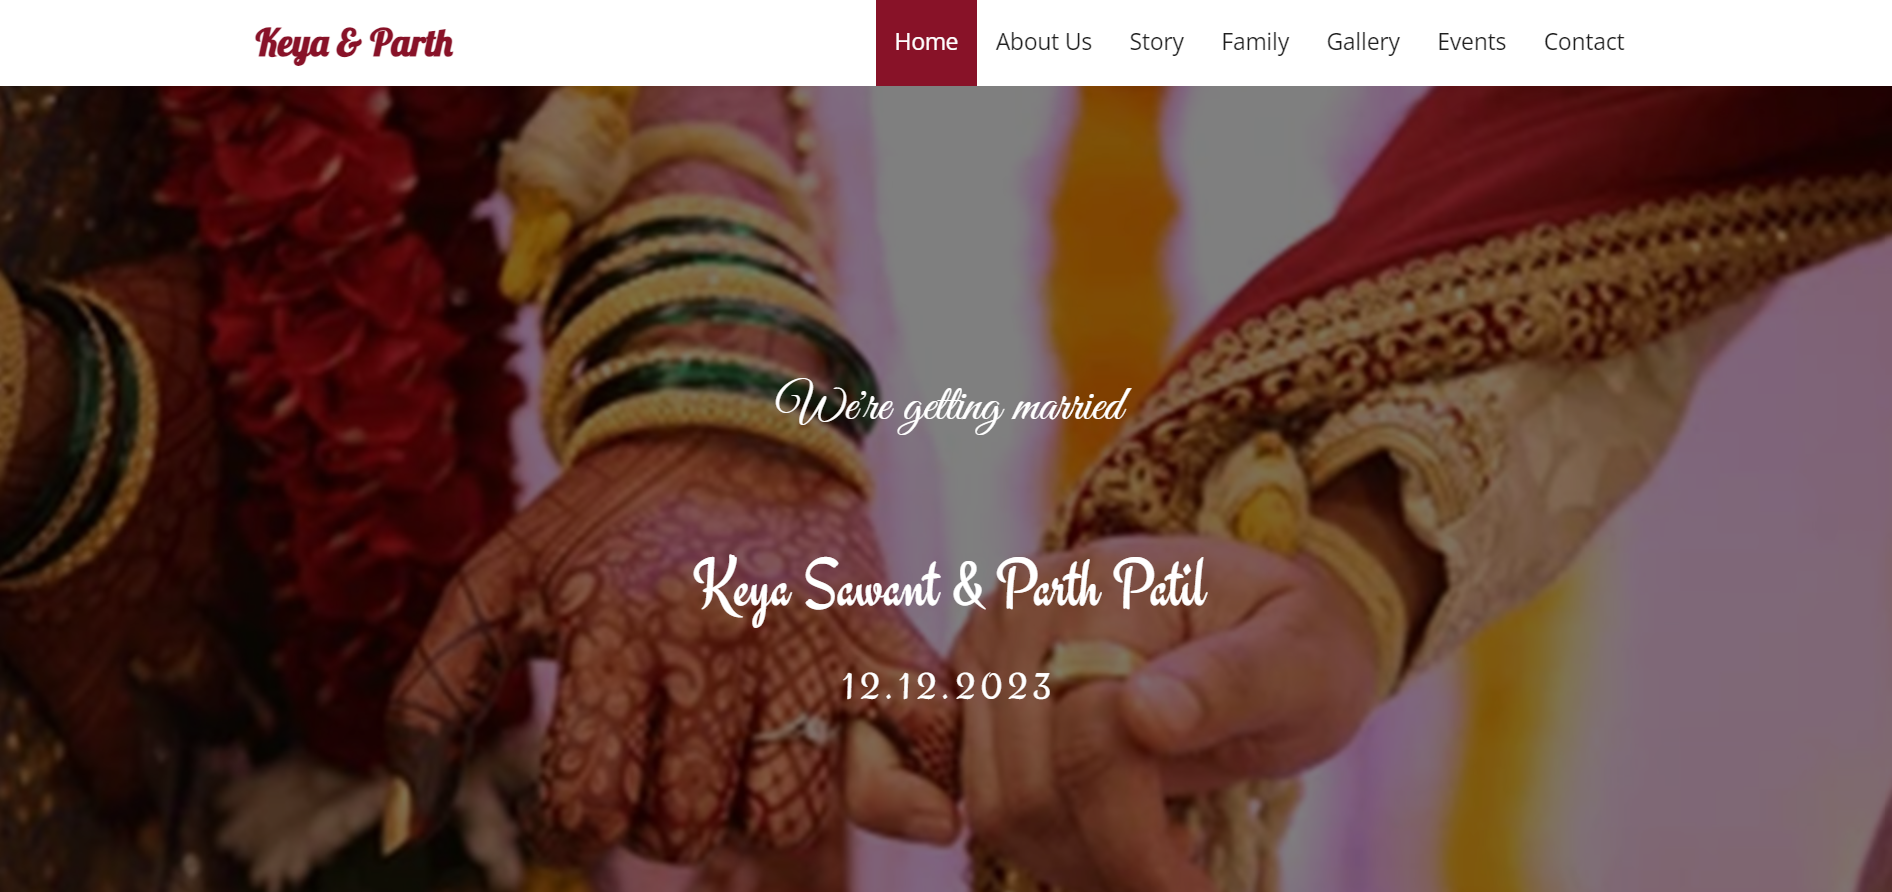 Keya & Parth
Home About Us Story Family Gallery Events Contact
We're getting married
Keya Sawant & Parth Patil
12.12.2023